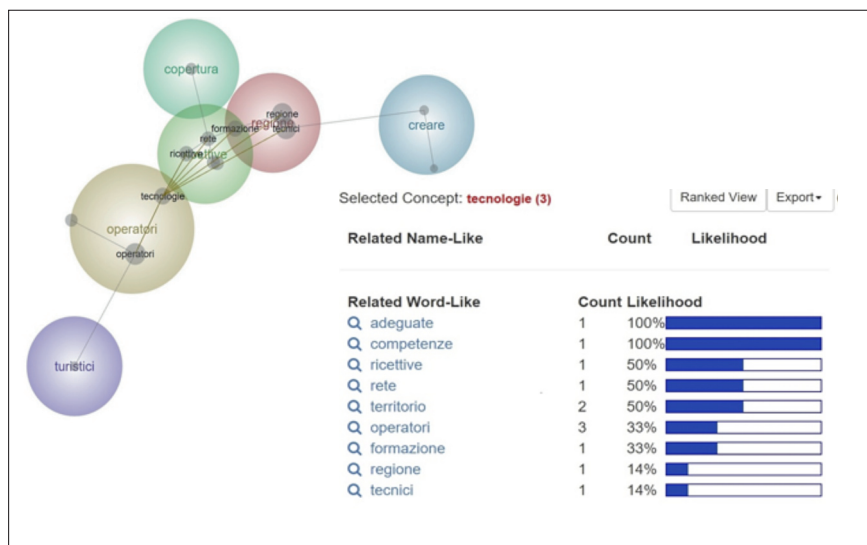 copertura
regione
regione
tecnici
formazione
rete
ricettive
tecnologie
operatori
operatori
turistici
creare
Selected Concept: tecnologie (3)
Ranked View
Export
Related Name-Like Count Likelihood
Related Word-Like Count Likelihood
adeguate 1 100%
competenze 1 100%
ricettive 1 50%
rete 1 50%
territorio 2 50%
operatori 3 33%
formazione 1 33%
regione 1 14%
tecnici 1 14%